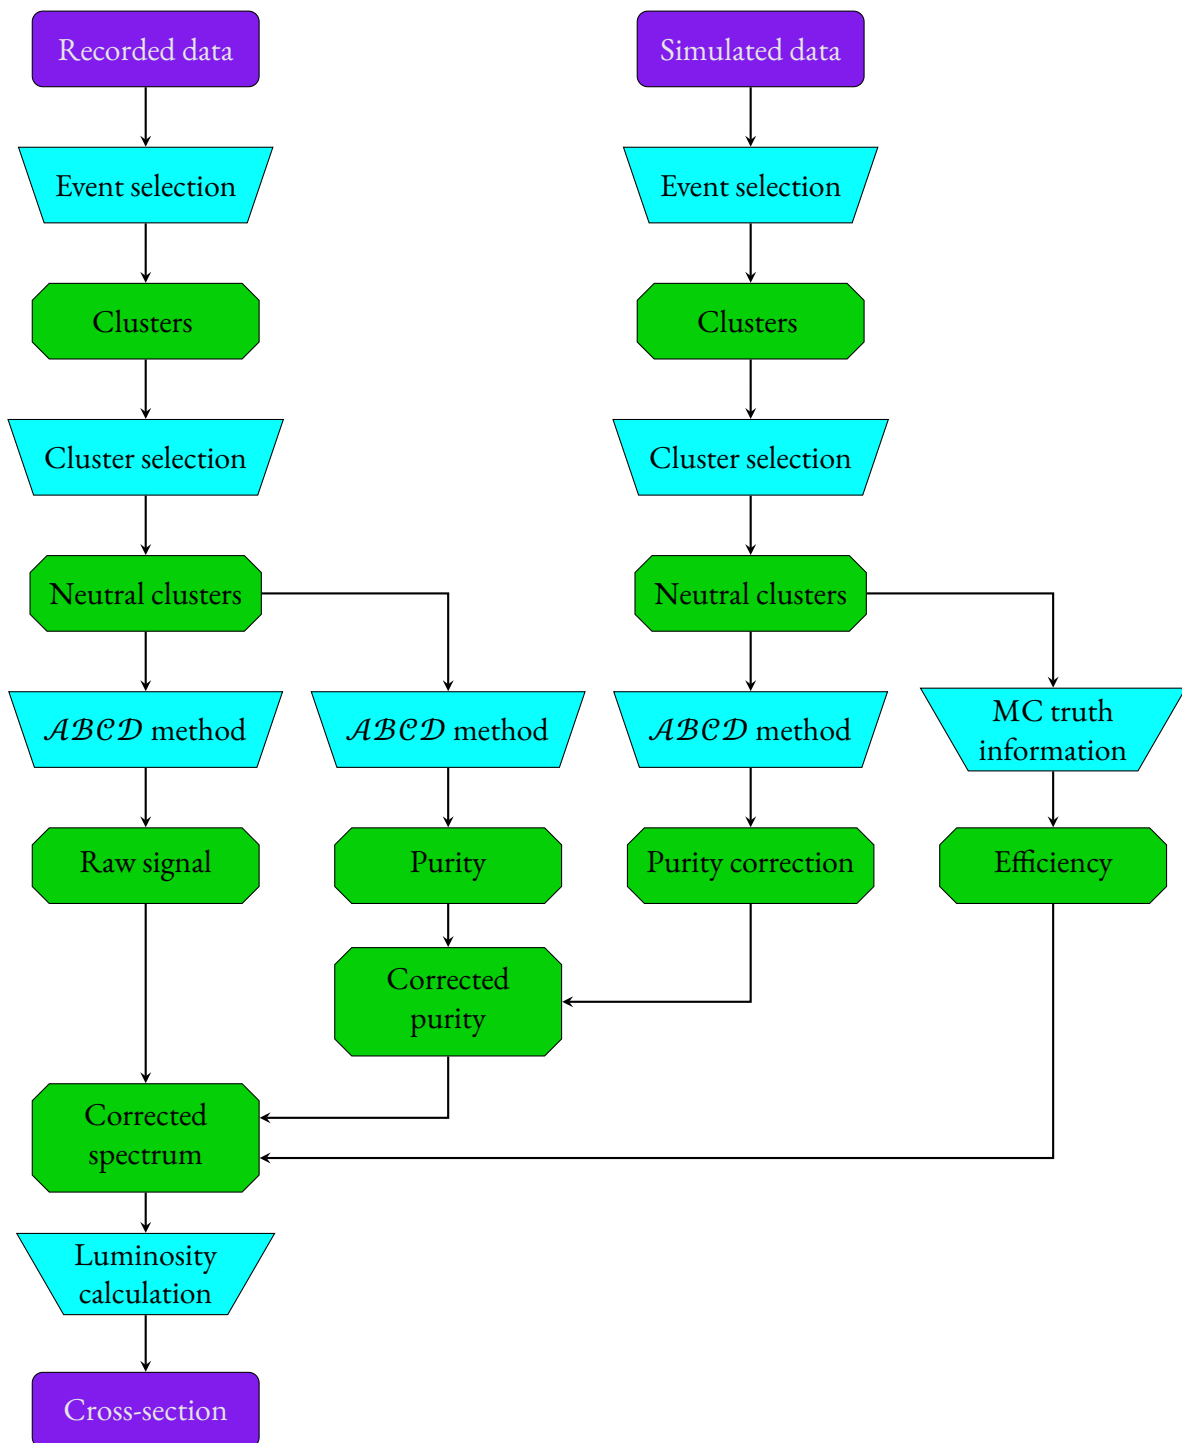 Recorded data
Simulated data
Event selection
Event selection
Clusters
Clusters
Cluster selection
Cluster selection
Neutral clusters
Neutral clusters
𝒜ℬ𝒞𝒟 method
𝒜ℬ𝒞𝒟 method
𝒜ℬ𝒞𝒟 method
MC truth
information
Raw signal
Purity
Purity correction
Efficiency
Corrected
purity
Corrected
spectrum
Luminosity
calculation
Cross-section